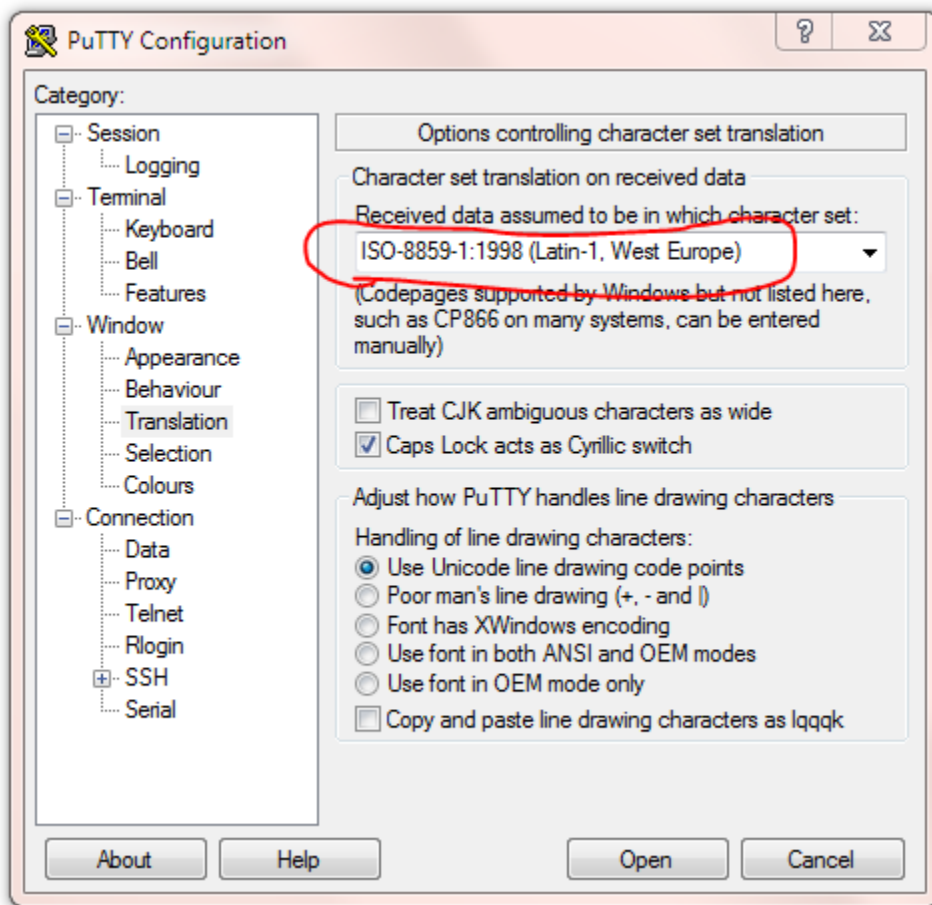 PuTTY Configuration
Category:
Session
Logging
Terminal
Keyboard
Bell
Features
Window
Appearance
Behaviour
Translation
Selection
Colours
Connection
Data
Proxy
Telnet
Rlogin
SSH
Serial
Options controlling character set translation
Character set translation on received data
Received data assumed to be in which character set:
ISO-8859-1:1998 (Latin-1, West Europe)
(Codepages supported by Windows but not listed here,
such as CP866 on many systems, can be entered
manually)
Treat CJK ambiguous characters as wide
Caps Lock acts as Cyrillic switch
Adjust how PuTTY handles line drawing characters
Handling of line drawing characters:
Use Unicode line drawing code points
Poor man's line drawing (+, - and |)
Font has XWindows encoding
Use font in both ANSI and OEM modes
Use font in OEM mode only
Copy and paste line drawing characters as lqqqk
About
Help
Open
Cancel